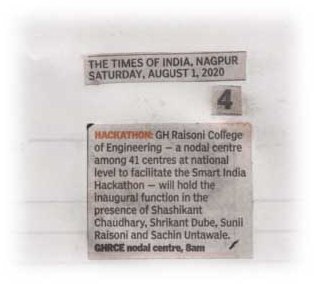 THE TIMES OF INDIA, NAGPUR
SATURDAY, AUGUST 1, 2020
4
HACKATHON: GH Raisoni College
of Engineering – a nodal centre
among 41 centres at national
level to facilitate the Smart India
Hackathon – will hold the
inaugural function in the
presence of Shashikant
Chaudhary, Shrikant Dube, Sunil
Raisoni and Sachin Untawale.
GHRCE nodal centre, 8am